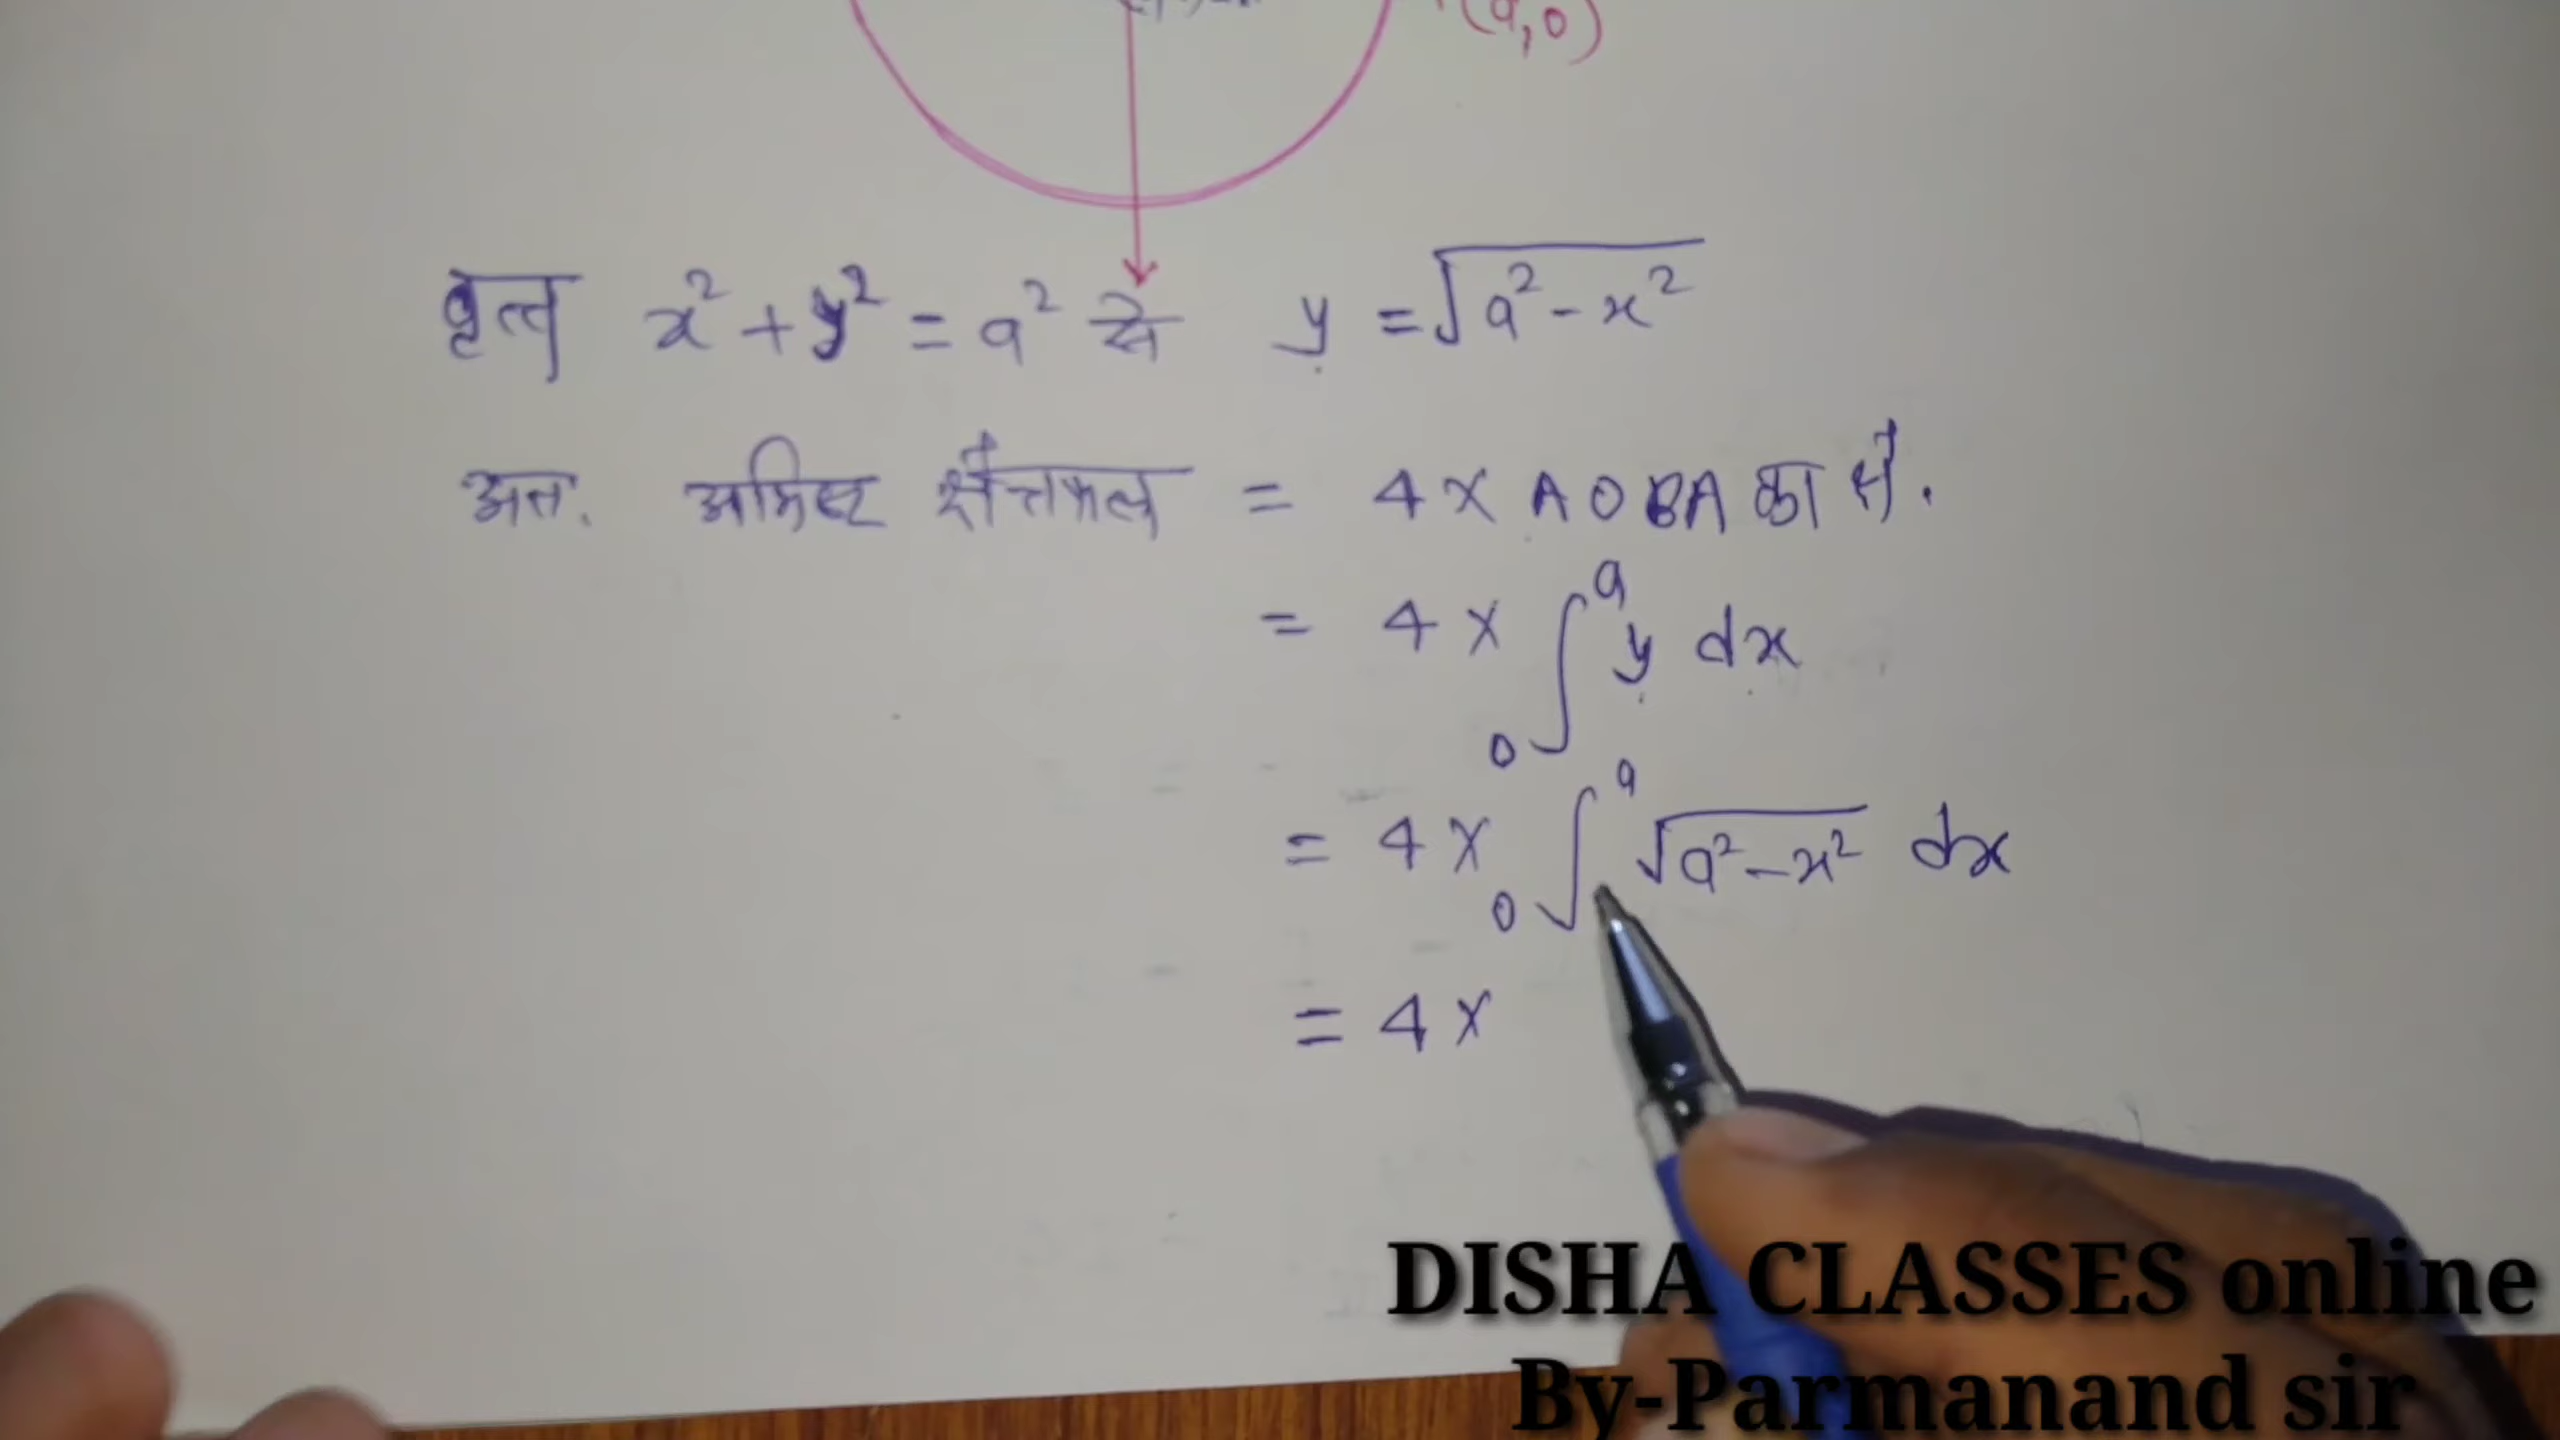 (a,0)
वृत्त x² + y² = a² से y = √a² - x²
अत. अभिष्ट क्षेत्रफल = 4 × AOBA का क्षे.
= 4 × ∫₀ᵃ y dx
= 4 × ∫₀ᵃ √a² - x² dx
= 4 ×
DISHA CLASSES online
By-Parmanand sir